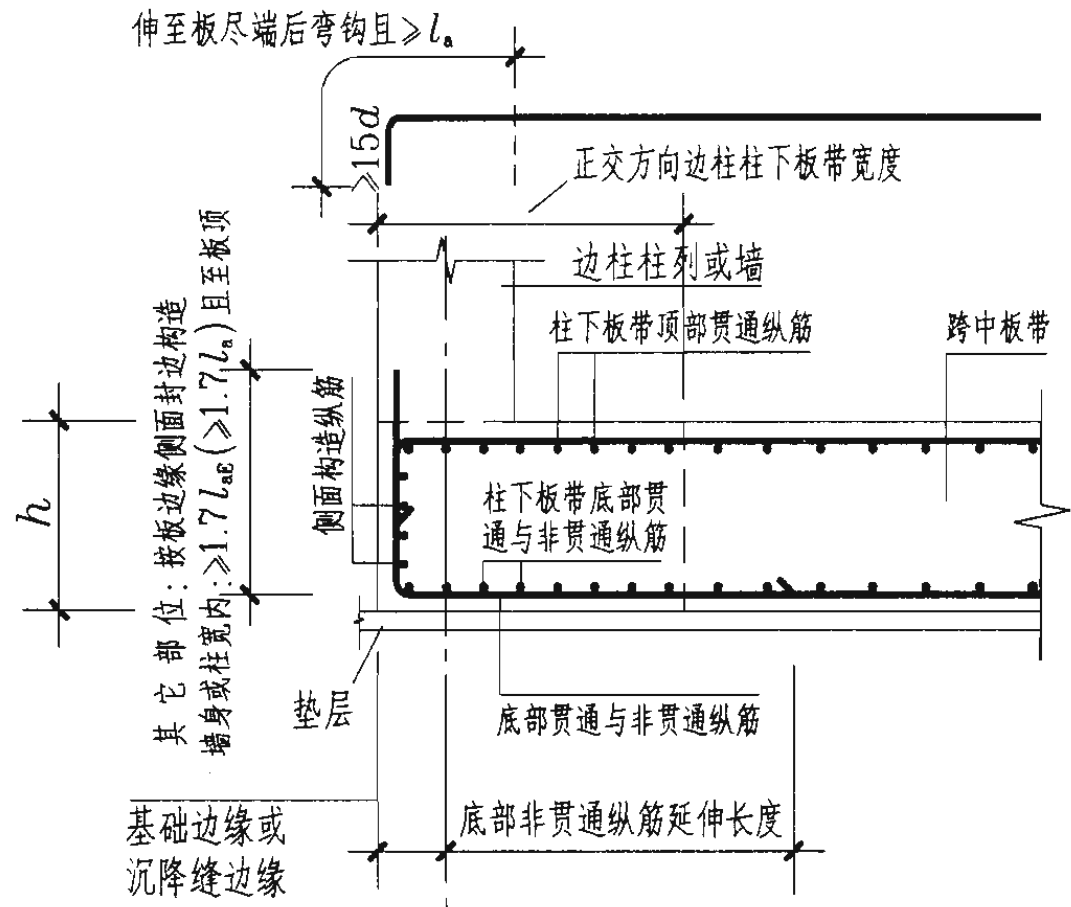 伸至板尽端后弯钩且≥lₐ
≥15d
正交方向边柱柱下板带宽度
边柱柱列或墙
柱下板带顶部贯通纵筋
跨中板带
h
其它部位:按板边缘侧面封边构造
墙身或柱宽内:≥1.7lₐE(≥1.7lₐ)且至板顶
侧面构造纵筋
柱下板带底部贯
通与非贯通纵筋
垫层
底部贯通与非贯通纵筋
基础边缘或
沉降缝边缘
底部非贯通纵筋延伸长度